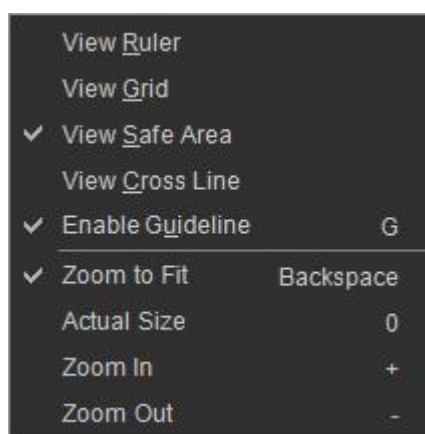 View Ruler
View Grid
View Safe Area
View Cross Line
Enable Guideline G
Zoom to Fit Backspace
Actual Size 0
Zoom In +
Zoom Out -